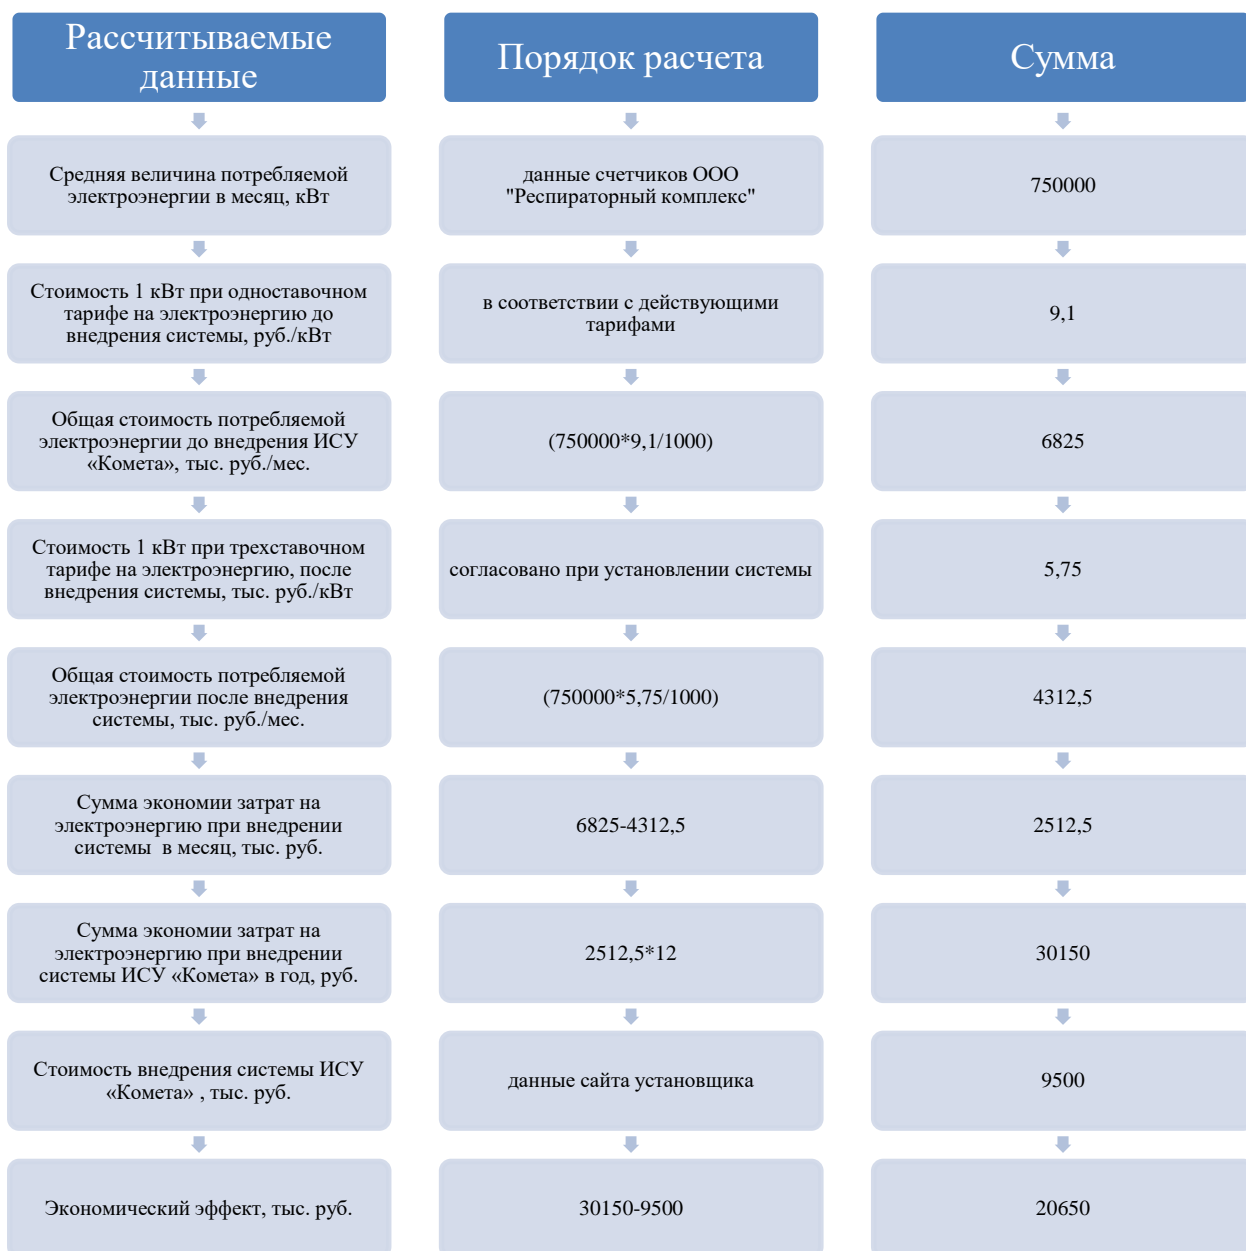 Рассчитываемые
данные
Порядок расчета
Сумма
Средняя величина потребляемой
электроэнергии в месяц, кВт
данные счетчиков ООО
"Респираторный комплекс"
750000
Стоимость 1 кВт при одноставочном
тарифе на электроэнергию до
внедрения системы, руб./кВт
в соответствии с действующими
тарифами
9,1
Общая стоимость потребляемой
электроэнергии до внедрения ИСУ
«Комета», тыс. руб./мес.
(750000*9,1/1000)
6825
Стоимость 1 кВт при трехставочном
тарифе на электроэнергию, после
внедрения системы, тыс. руб./кВт
согласовано при установлении системы
5,75
Общая стоимость потребляемой
электроэнергии после внедрения
системы, тыс. руб./мес.
(750000*5,75/1000)
4312,5
Сумма экономии затрат на
электроэнергию при внедрении
системы  в месяц, тыс. руб.
6825-4312,5
2512,5
Сумма экономии затрат на
электроэнергию при внедрении
системы ИСУ «Комета» в год, руб.
2512,5*12
30150
Стоимость внедрения системы ИСУ
«Комета» , тыс. руб.
данные сайта установщика
9500
Экономический эффект, тыс. руб.
30150-9500
20650